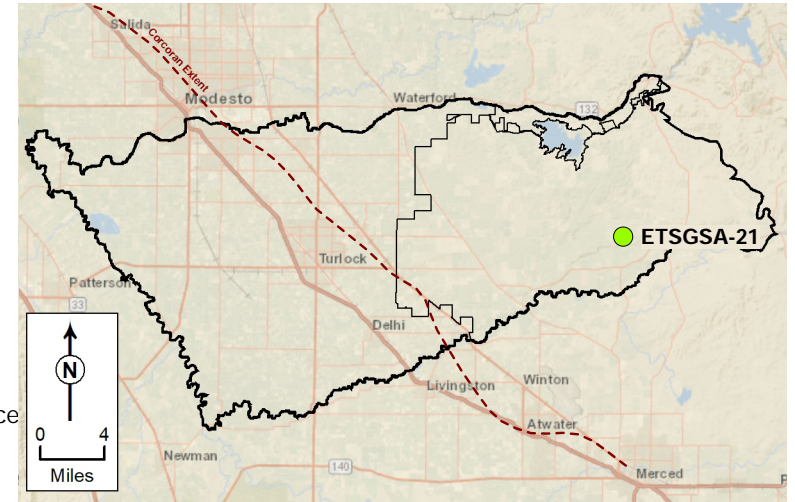 Salida
Corcoran Extent
Modesto
Waterford
132
ETSGSA-21
Turlock
Patterson
33
Delhi
N
Livingston
Winton
ce
0 4
Miles
Atwater
Newman
140
Merced
P